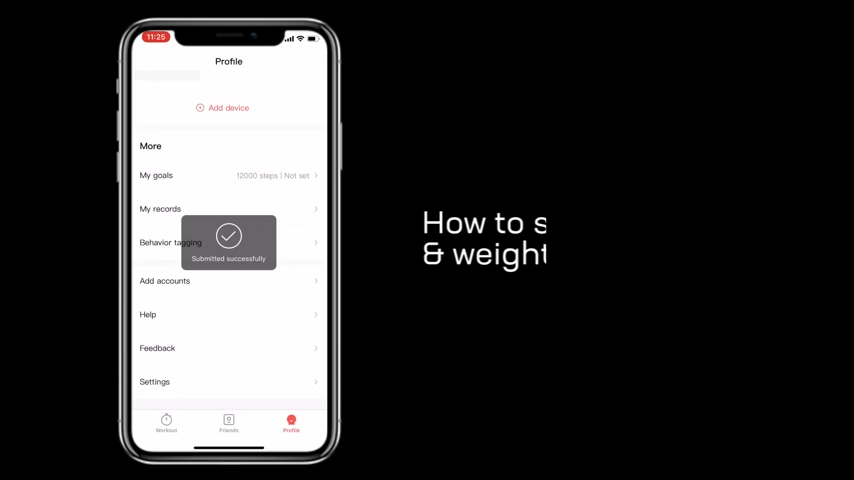 11:25
Profile
Add device
More
My goals 12000 steps | Not set
My records
Behavior tagging
Submitted successfully
Add accounts
Help
Feedback
Settings
Workout Friends Profile
How to s
& weight